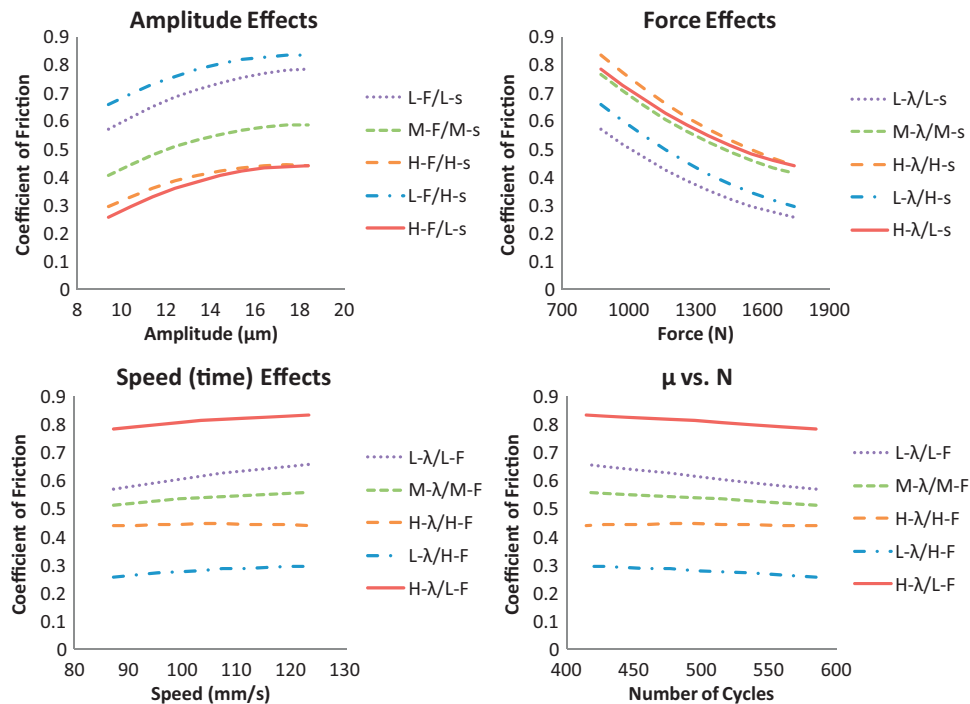 Amplitude Effects
Coefficient of Friction
0.9
0.8
0.7
0.6
0.5
0.4
0.3
0.2
0.1
0
8 10 12 14 16 18 20
Amplitude (µm)
L-F/L-s
M-F/M-s
H-F/H-s
L-F/H-s
H-F/L-s
Force Effects
Coefficient of Friction
0.9
0.8
0.7
0.6
0.5
0.4
0.3
0.2
0.1
0
700 1000 1300 1600 1900
Force (N)
L-λ/L-s
M-λ/M-s
H-λ/H-s
L-λ/H-s
H-λ/L-s
Speed (time) Effects
Coefficient of Friction
0.9
0.8
0.7
0.6
0.5
0.4
0.3
0.2
0.1
0
80 90 100 110 120 130
Speed (mm/s)
L-λ/L-F
M-λ/M-F
H-λ/H-F
L-λ/H-F
H-λ/L-F
µ vs. N
Coefficient of Friction
0.9
0.8
0.7
0.6
0.5
0.4
0.3
0.2
0.1
0
400 450 500 550 600
Number of Cycles
L-λ/L-F
M-λ/M-F
H-λ/H-F
L-λ/H-F
H-λ/L-F